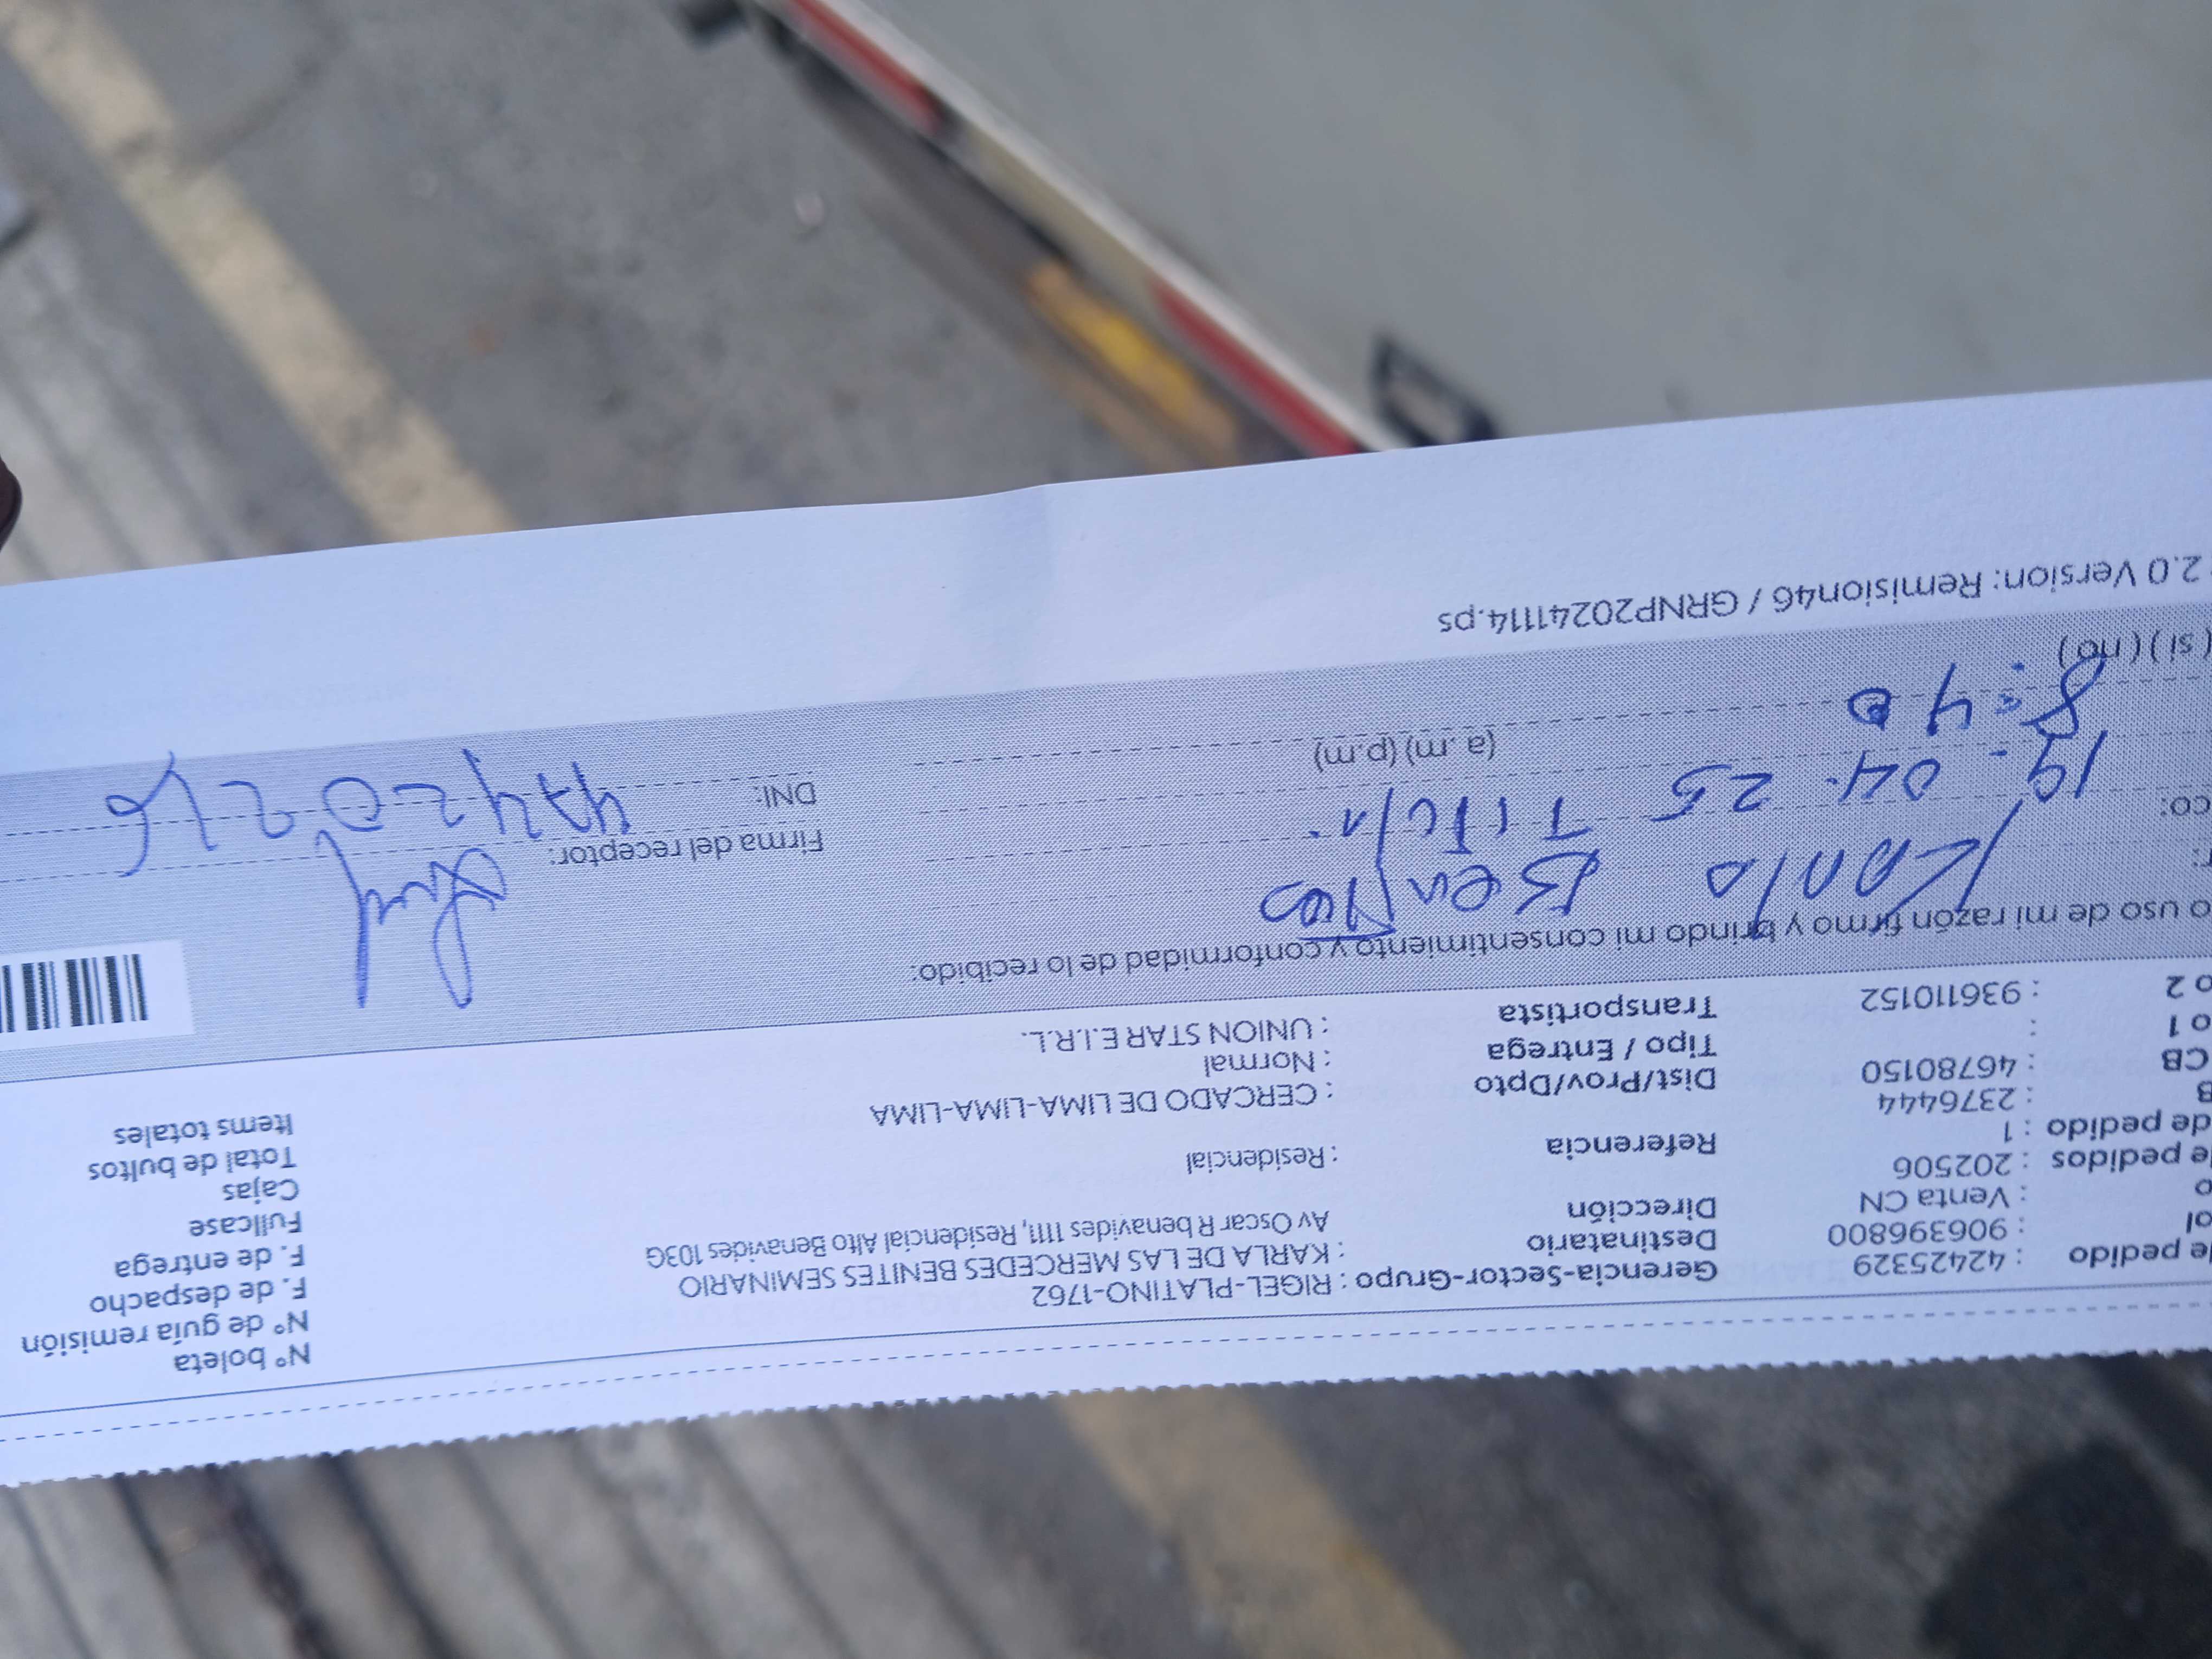 Nº boleta
Nº de guía remisión
F. de despacho
F. de entrega
Fullcase
Cajas
Total de bultos
Items totales
Gerencia-Sector-Grupo : RIGEL-PLATINO-1762
Destinatario : KARLA DE LAS MERCEDES BENITES SEMINARIO
Dirección Av Oscar R benavides 1111, Residencial Alto Benavides 103G
Referencia : Residencial
Dist/Prov/Dpto : CERCADO DE LIMA-LIMA-LIMA
Tipo / Entrega : Normal
Transportista : UNION STAR E.I.R.L.
e pedido : 42425329
ol : 906396800
o : Venta CN
e pedidos : 202506
de pedido : 1
B : 2376444
CB : 46780150
o 1 :
o 2 : 936110152
o uso de mi razón firmo y brindo mi consentimiento y conformidad de lo recibido:
Karla Benites
co:
19. 04. 25
8:40 (a. m) (p.m)
( si ) ( no )
Firma del receptor:
DNI:
2.0 Version: Remision46 / GRNP20241114.ps